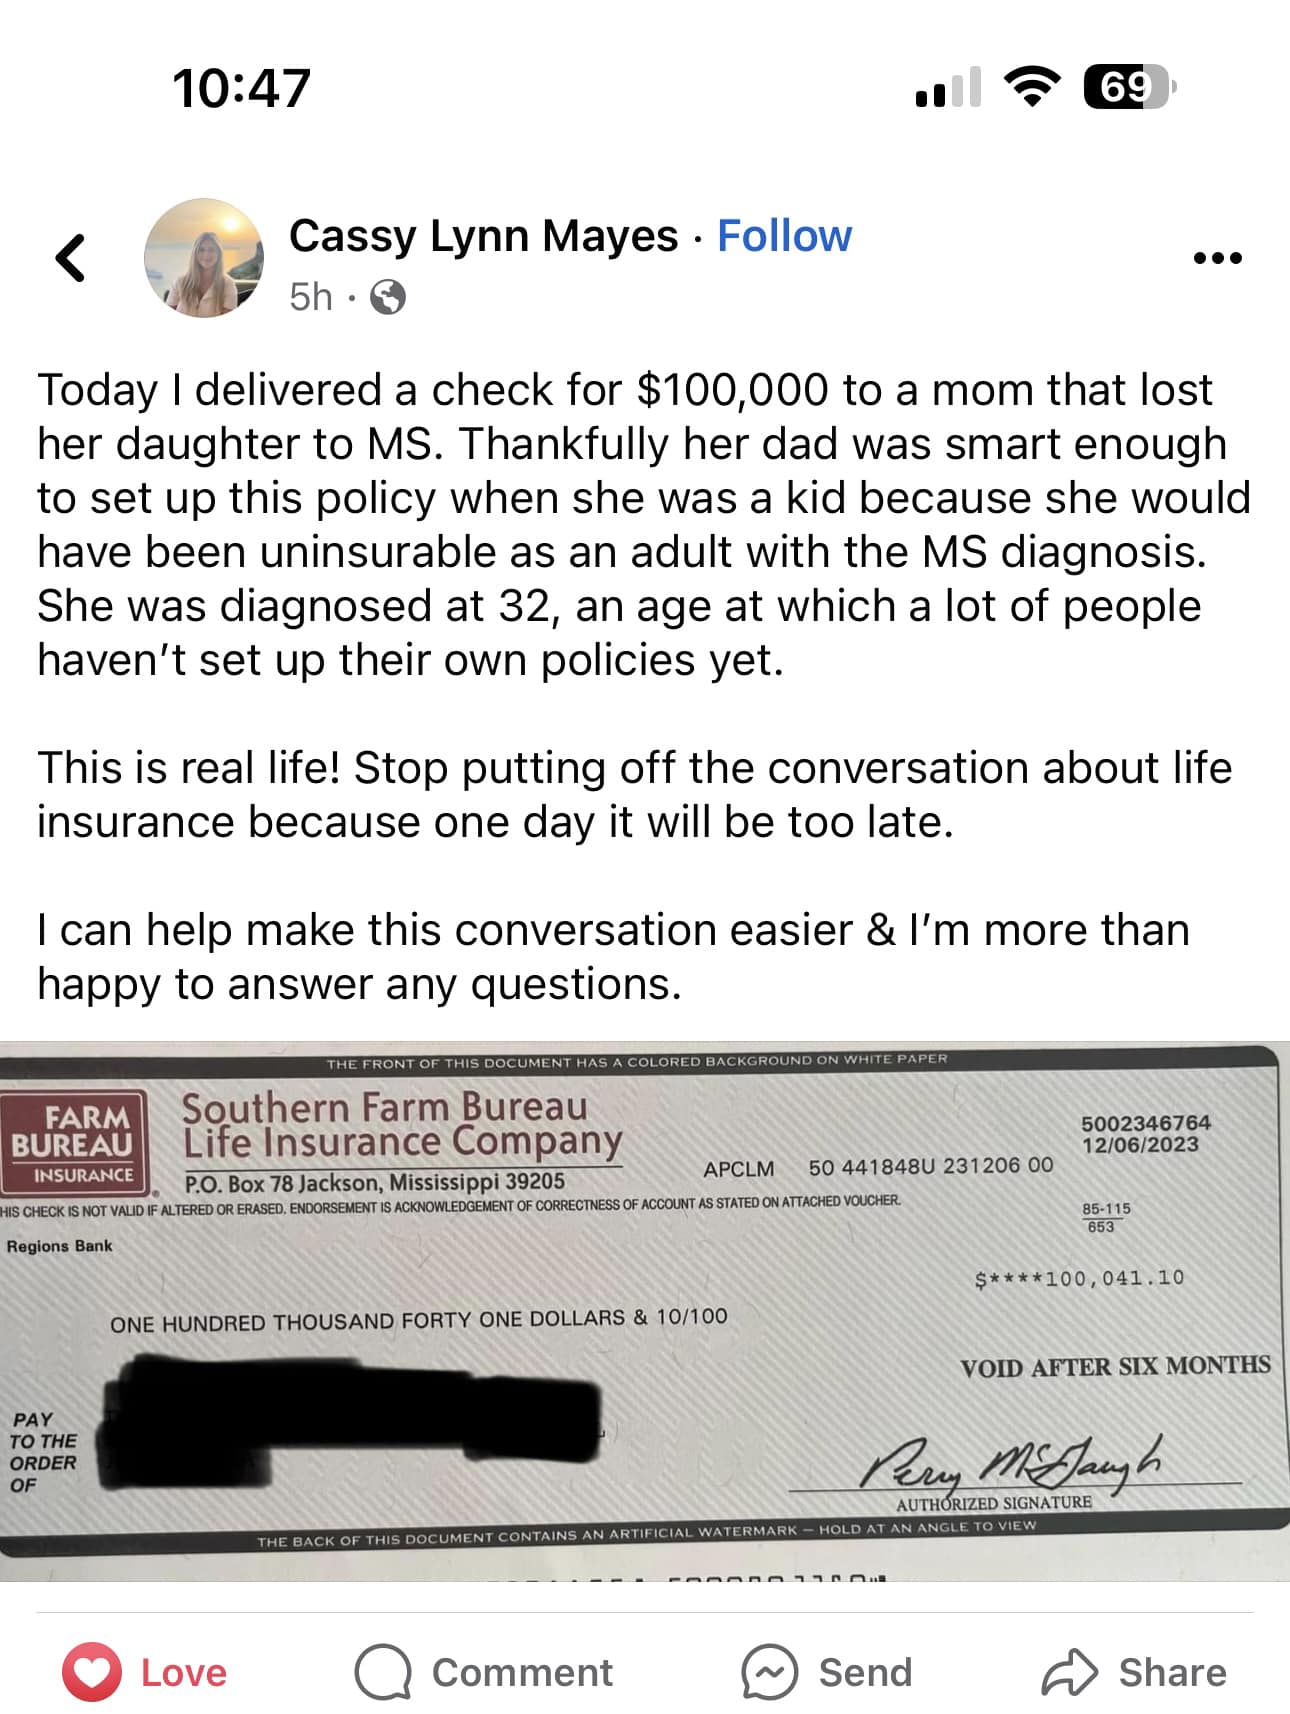 10:47
69
Cassy Lynn Mayes · Follow
5h ·
Today I delivered a check for $100,000 to a mom that lost
her daughter to MS. Thankfully her dad was smart enough
to set up this policy when she was a kid because she would
have been uninsurable as an adult with the MS diagnosis.
She was diagnosed at 32, an age at which a lot of people
haven't set up their own policies yet.
This is real life! Stop putting off the conversation about life
insurance because one day it will be too late.
I can help make this conversation easier & I'm more than
happy to answer any questions.
THE FRONT OF THIS DOCUMENT HAS A COLORED BACKGROUND ON WHITE PAPER
FARM
BUREAU
INSURANCE
Southern Farm Bureau
Life Insurance Company
P.O. Box 78 Jackson, Mississippi 39205
APCLM 50 441848U 231206 00
5002346764
12/06/2023
HIS CHECK IS NOT VALID IF ALTERED OR ERASED. ENDORSEMENT IS ACKNOWLEDGEMENT OF CORRECTNESS OF ACCOUNT AS STATED ON ATTACHED VOUCHER.
85-115
653
Regions Bank
$****100,041.10
ONE HUNDRED THOUSAND FORTY ONE DOLLARS & 10/100
VOID AFTER SIX MONTHS
PAY
TO THE
ORDER
OF
Perry
AUTHORIZED SIGNATURE
THE BACK OF THIS DOCUMENT CONTAINS AN ARTIFICIAL WATERMARK — HOLD AT AN ANGLE TO VIEW
Love
Comment
Send
Share